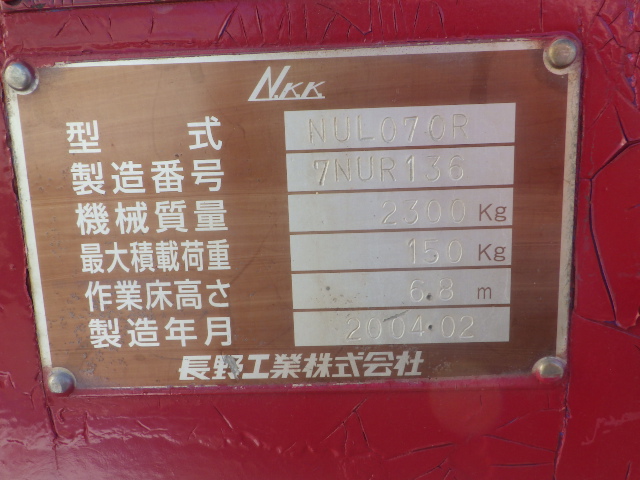 N.K.K.
型式 NUL070R
製造番号 7NUR136
機械質量 2300 Kg
最大積載荷重 150 Kg
作業床高さ 6.8 m
製造年月 2004.02
長野工業株式会社